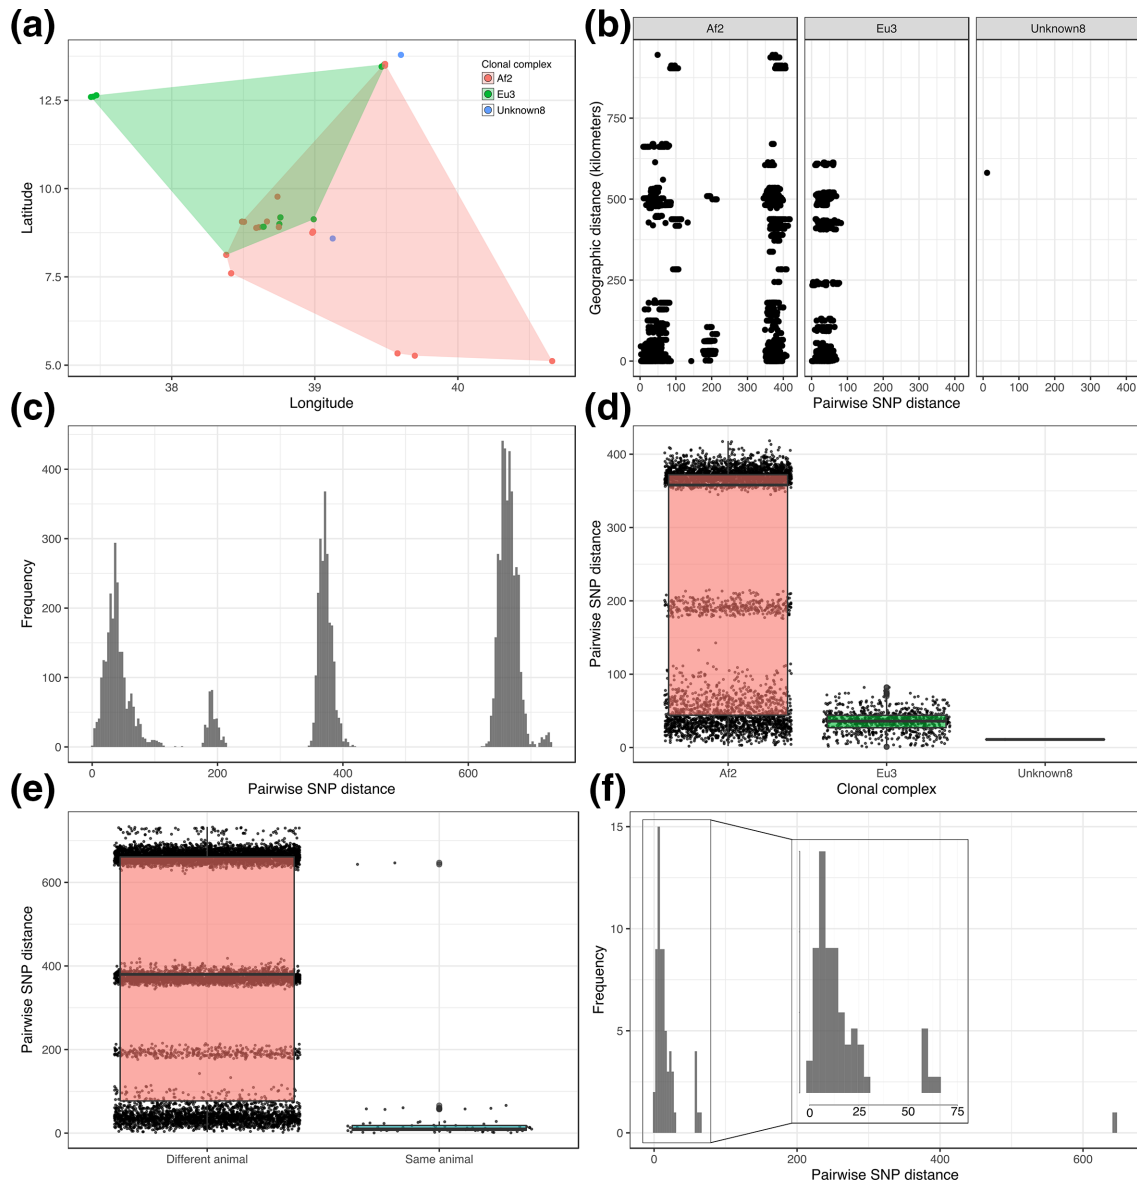 (a)
12.5
10.0
7.5
5.0
Latitude
38
39
40
Longitude
Clonal complex
Af2
Eu3
Unknown8
(b)
Af2
Eu3
Unknown8
750
500
250
0
Geographic distance (kilometers)
0 100 200 300 400
0 100 200 300 400
0 100 200 300 400
Pairwise SNP distance
(c)
400
300
200
100
0
Frequency
0 200 400 600
Pairwise SNP distance
(d)
400
300
200
100
0
Pairwise SNP distance
Af2 Eu3 Unknown8
Clonal complex
(e)
600
400
200
0
Pairwise SNP distance
Different animal Same animal
(f)
15
10
5
0
Frequency
0 25 50 75
0 200 400 600
Pairwise SNP distance